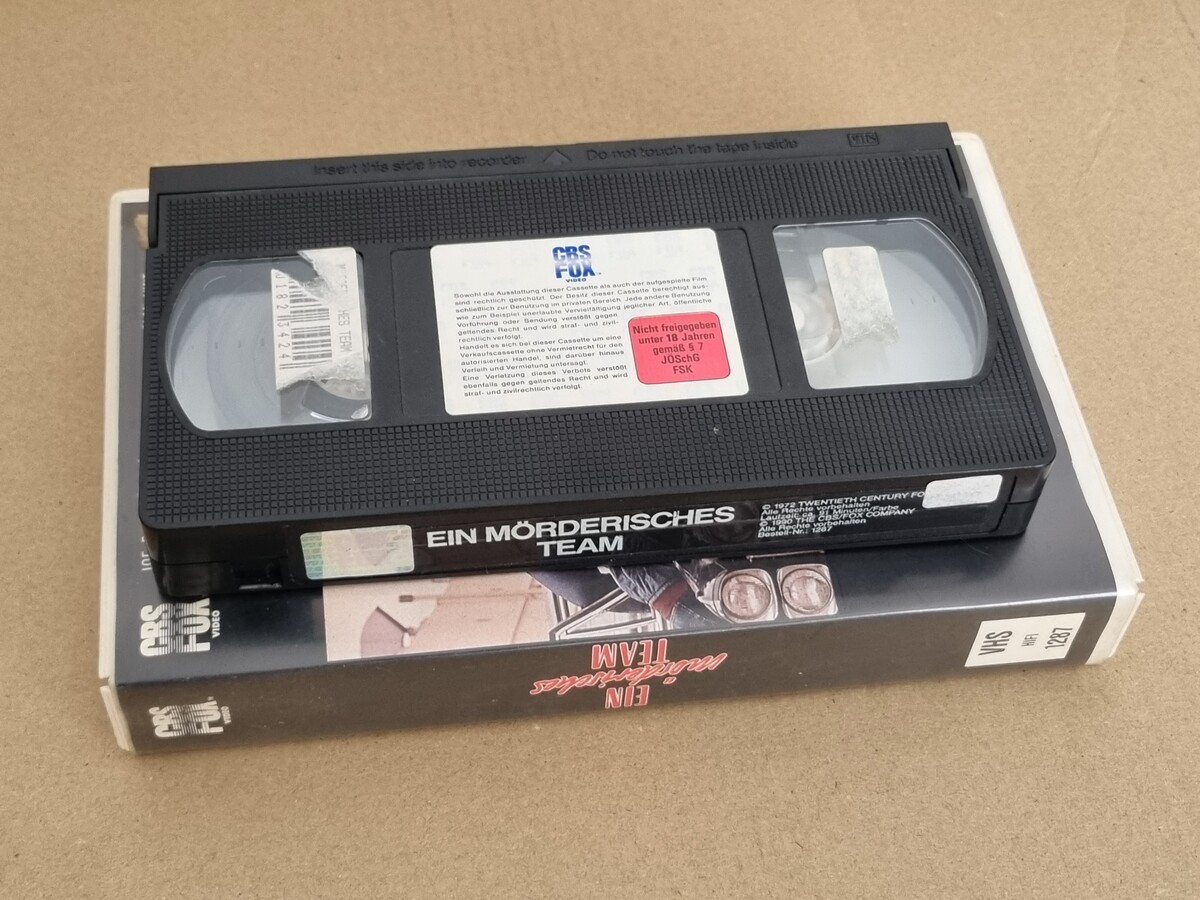 Insert this side into recorder Do not touch the tape inside
CBS
FOX
VIDEO
Sowohl die Ausstattung dieser Cassette als auch der aufgespielte Film
sind rechtlich geschützt. Der Besitz dieser Cassette berechtigt aus-
schließlich zur Benutzung im privaten Bereich. Jede andere Benutzung
wie zum Beispiel unerlaubte Vervielfältigung jeglicher Art, öffentliche
Vorführung oder Sendung verstößt gegen
geltendes Recht und wird straf- und zivil-
rechtlich verfolgt.
Handelt es sich bei dieser Cassette um eine
Verkaufscassette ohne Vermietrecht für den
autorisierten Handel, sind darüber hinaus
Verleih und Vermietung untersagt.
Eine Verletzung dieses Verbots verstößt
ebenfalls gegen geltendes Recht und wird
straf- und zivilrechtlich verfolgt.
Nicht freigegeben
unter 18 Jahren
gemäß § 7
JÖSchG
FSK
EIN MÖRDERISCHES
TEAM
© 1972 TWENTIETH CENTURY FO
Alle Rechte vorbehalten
Laufzeit: ca. 91 Minuten/Farbe
© 1990 THE CBS/FOX COMPANY
Alle Rechte vorbehalten
Bestell-Nr.: 1287
CBS
FOX
VIDEO
EIN
mörderisches
TEAM
CBS
FOX
VIDEO
VHS
HIFI
1287